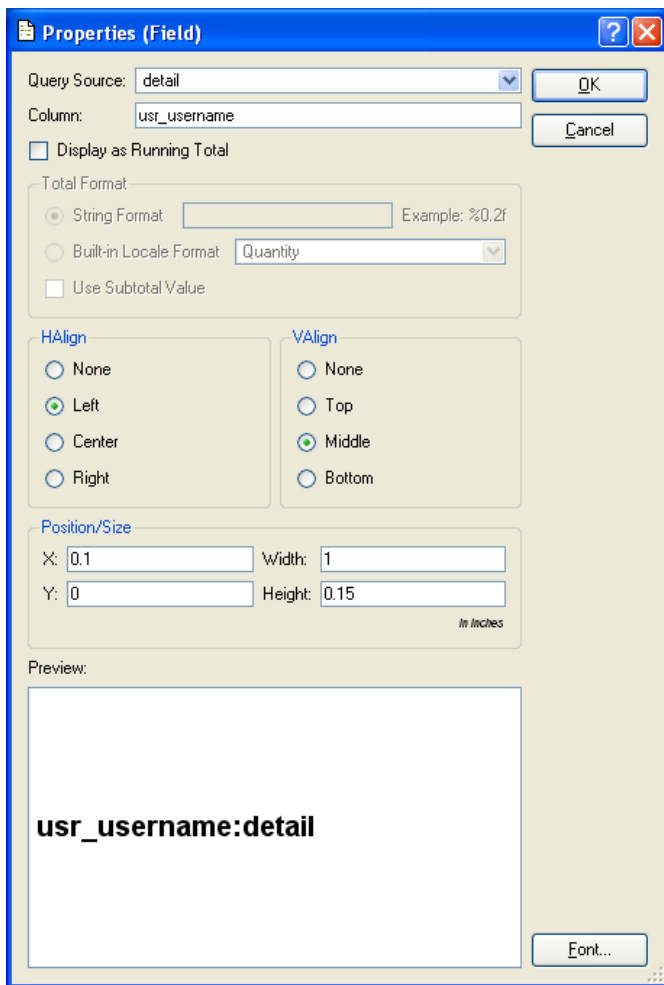 Properties (Field)
Query Source: detail
OK
Column: usr_username
Cancel
Display as Running Total
Total Format
String Format Example: %0.2f
Built-in Locale Format Quantity
Use Subtotal Value
HAlign
None
Left
Center
Right
VAlign
None
Top
Middle
Bottom
Position/Size
X: 0.1 Width: 1
Y: 0 Height: 0.15
In Inches
Preview:
usr_username:detail
Font...